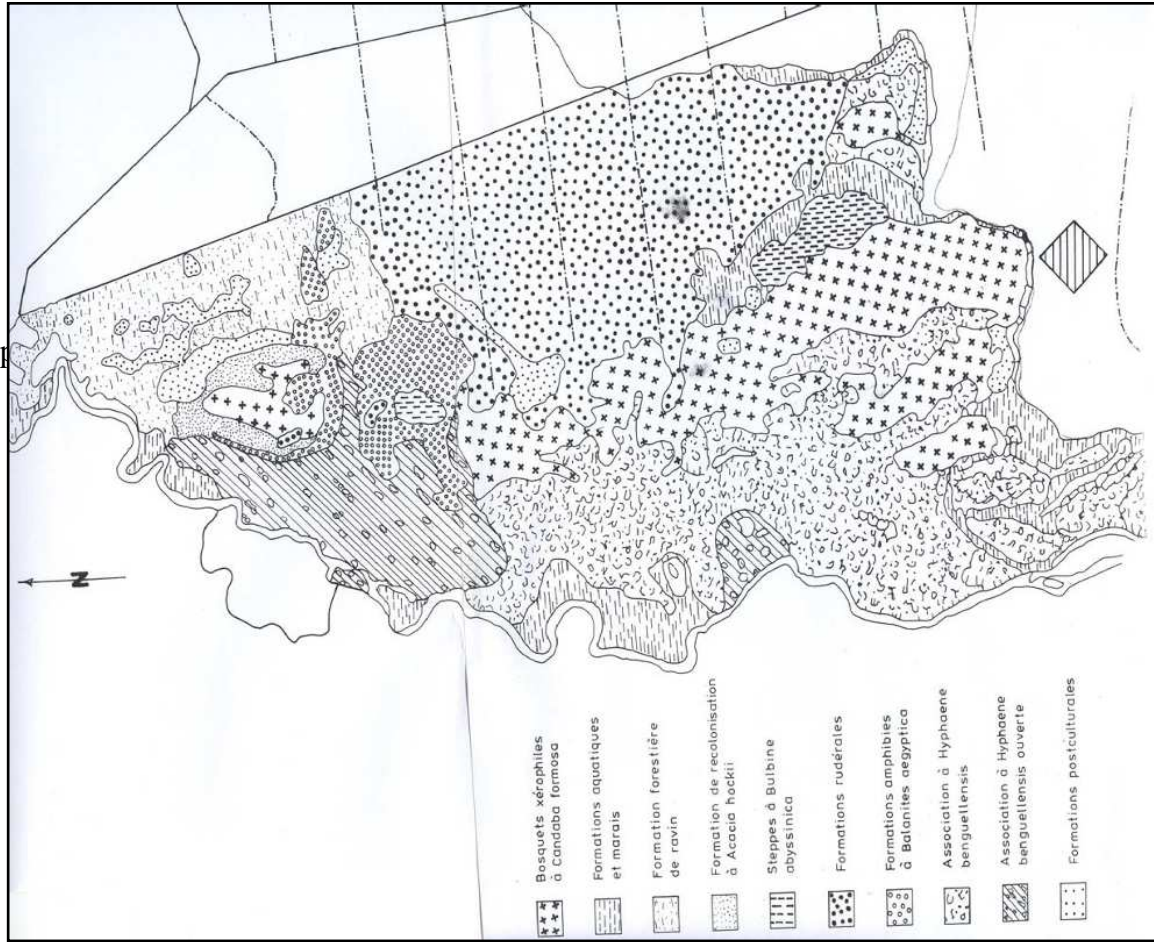 Bosquets xérophiles
à Candaba formosa
Formations aquatiques
et marais
Formation forestière
de ravin
Formation de recolonisation
à Acacia hockii
Steppes à Bulbine
abyssinica
Formations rudérales
Formations amphibies
à Balanites aegyptica
Association à Hyphaene
benguellensis
Association à Hyphaene
benguellensis ouverte
Formations postculturales
N